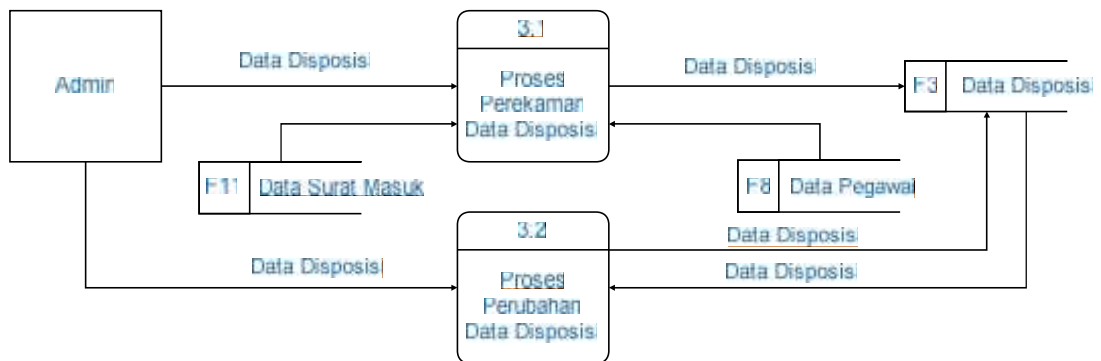 3.1
Admin
Data Disposisi
Proses
Perekaman
Data Disposisi
Data Disposisi
F3 Data Disposisi
F11 Data Surat Masuk
F8 Data Pegawai
3.2
Data Disposisi
Data Disposisi
Proses
Perubahan
Data Disposisi
Data Disposisi